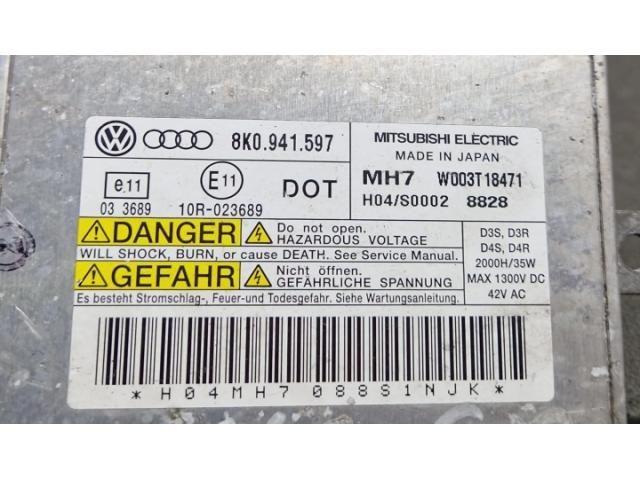 8K0.941.597
MITSUBISHI ELECTRIC
MADE IN JAPAN
e 11
E11
DOT
MH7 W003T18471
03 3689 10R-023689
H04/S0002 8828
DANGER Do not open.
HAZARDOUS VOLTAGE
WILL SHOCK, BURN, or cause DEATH. See Service Manual.
GEFAHR Nicht öffnen.
GEFÄHRLICHE SPANNUNG
Es besteht Stromschlag-, Feuer-und Todesgefahr. Siehe Wartungsanleitung.
D3S, D3R
D4S, D4R
2000H/35W
MAX 1300V DC
42V AC
*H04MH7088S1NJK*